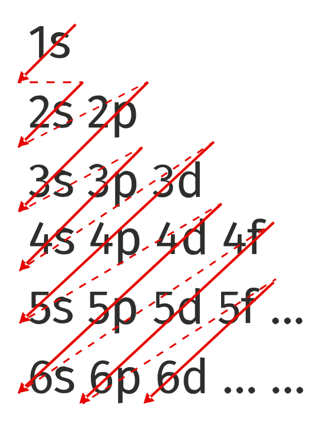 1s
2s 2p
3s 3p 3d
4s 4p 4d 4f
5s 5p 5d 5f ...
6s 6p 6d ... ...